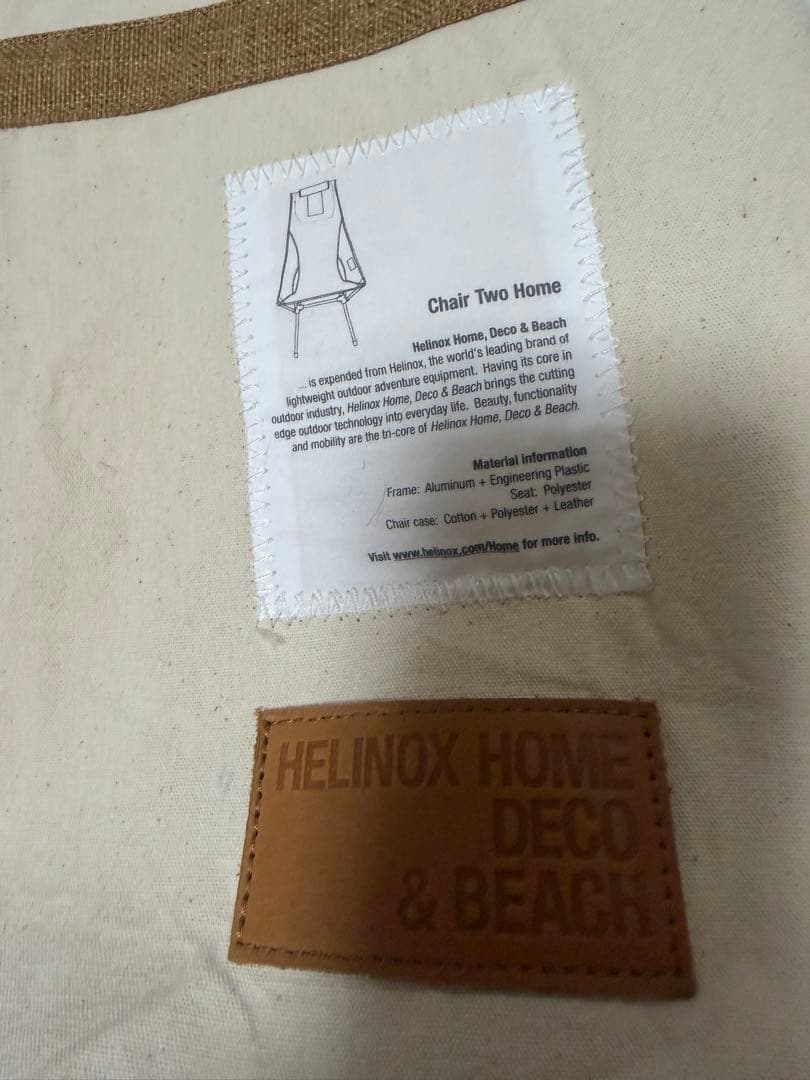 Chair Two Home
Helinox Home, Deco & Beach
... is expended from Helinox, the world's leading brand of
lightweight outdoor adventure equipment. Having its core in
outdoor industry, Helinox Home, Deco & Beach brings the cutting
edge outdoor technology into everyday life. Beauty, functionality
and mobility are the tri-core of Helinox Home, Deco & Beach.
Material information
Frame: Aluminum + Engineering Plastic
Seat: Polyester
Chair case: Cotton + Polyester + Leather
Visit www.helinox.com/Home for more info.
HELINOX HOME
DECO
& BEACH